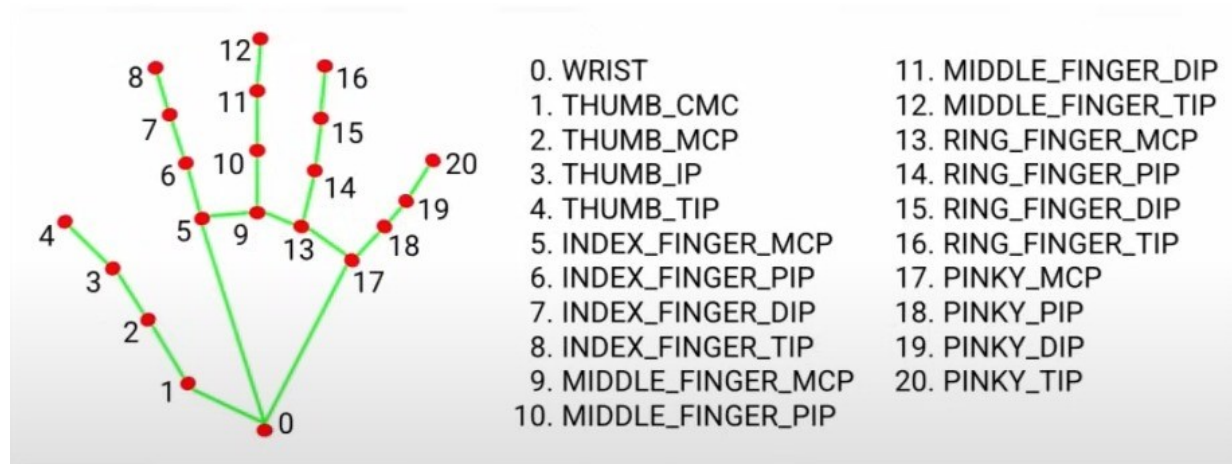 12
8
16
11
7
15
10
6
20
14
19
4
5
9
13
18
3
17
2
1
0
0. WRIST
1. THUMB_CMC
2. THUMB_MCP
3. THUMB_IP
4. THUMB_TIP
5. INDEX_FINGER_MCP
6. INDEX_FINGER_PIP
7. INDEX_FINGER_DIP
8. INDEX_FINGER_TIP
9. MIDDLE_FINGER_MCP
10. MIDDLE_FINGER_PIP
11. MIDDLE_FINGER_DIP
12. MIDDLE_FINGER_TIP
13. RING_FINGER_MCP
14. RING_FINGER_PIP
15. RING_FINGER_DIP
16. RING_FINGER_TIP
17. PINKY_MCP
18. PINKY_PIP
19. PINKY_DIP
20. PINKY_TIP